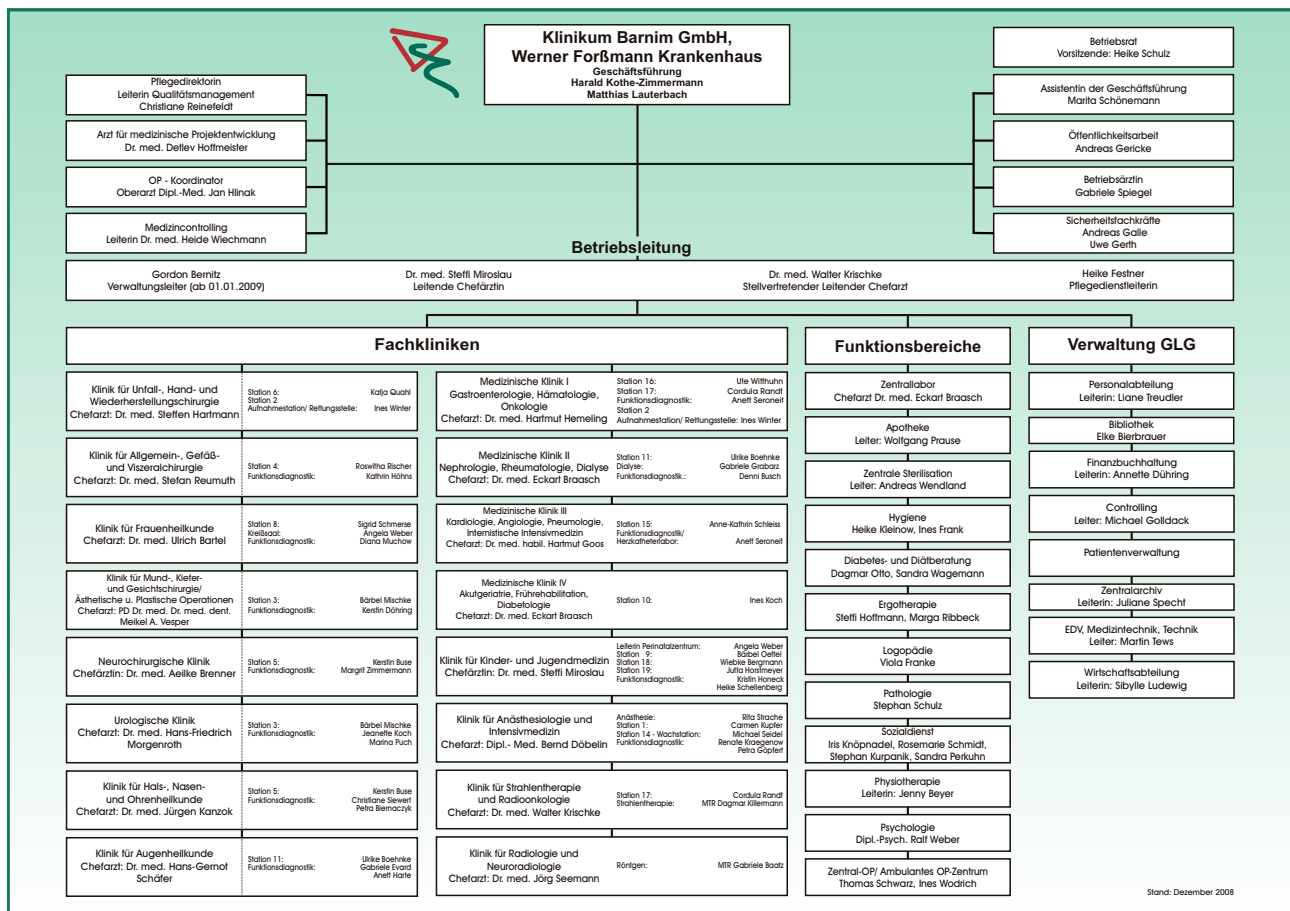 Klinikum Barnim GmbH,
Werner Forßmann Krankenhaus
Geschäftsführung
Harald Kothe-Zimmermann
Matthias Lauterbach
Pflegedirektorin
Leiterin Qualitätsmanagement
Christiane Reinefeldt
Arzt für medizinische Projektentwicklung
Dr. med. Detlev Hoffmeister
OP - Koordinator
Oberarzt Dipl.-Med. Jan Hlinak
Medizincontrolling
Leiterin Dr. med. Heide Wiechmann
Betriebsrat
Vorsitzende: Heike Schulz
Assistentin der Geschäftsführung
Marita Schönemann
Öffentlichkeitsarbeit
Andreas Gericke
Betriebsärztin
Gabriele Spiegel
Sicherheitsfachkräfte
Andreas Galle
Uwe Gerth
Betriebsleitung
Gordon Bernitz
Verwaltungsleiter (ab 01.01.2009)
Dr. med. Steffi Miroslau
Leitende Chefärztin
Dr. med. Walter Krischke
Stellvertretender Leitender Chefarzt
Heike Festner
Pflegedienstleiterin
Fachkliniken
Klinik für Unfall-, Hand- und
Wiederherstellungschirurgie
Chefarzt: Dr. med. Steffen Hartmann
Station 6: Katja Quahl
Station 2
Aufnahmestation/ Rettungsstelle: Ines Winter
Klinik für Allgemein-, Gefäß-
und Viszeralchirurgie
Chefarzt: Dr. med. Stefan Reumuth
Station 4: Roswitha Rischer
Funktionsdiagnostik: Kathrin Höhns
Klinik für Frauenheilkunde
Chefarzt: Dr. med. Ulrich Bartel
Station 8: Sigrid Schmerse
Kreißsaal: Angela Weber
Funktionsdiagnostik: Diana Muchow
Klinik für Mund-, Kiefer-
und Gesichtschirurgie/
Ästhetische u. Plastische Operationen
Chefarzt: PD Dr. med. Dr. med. dent.
Meikel A. Vesper
Station 3: Bärbel Mischke
Funktionsdiagnostik: Kerstin Döhring
Neurochirurgische Klinik
Chefärztin: Dr. med. Aeilke Brenner
Station 5: Kerstin Buse
Funktionsdiagnostik: Margrit Zimmermann
Urologische Klinik
Chefarzt: Dr. med. Hans-Friedrich
Morgenroth
Station 3: Bärbel Mischke
Funktionsdiagnostik: Jeanette Koch
Marina Puch
Klinik für Hals-, Nasen-
und Ohrenheilkunde
Chefarzt: Dr. med. Jürgen Kanzok
Station 5: Kerstin Buse
Funktionsdiagnostik: Christiane Siewert
Petra Biernaczyk
Klinik für Augenheilkunde
Chefarzt: Dr. med. Hans-Gernot
Schäfer
Station 11: Ulrike Boehnke
Funktionsdiagnostik: Gabriele Evard
Anett Harte
Medizinische Klinik I
Gastroenterologie, Hämatologie,
Onkologie
Chefarzt: Dr. med. Hartmut Hemeling
Station 16: Ute Witthuhn
Station 17: Cordula Randt
Funktionsdiagnostik: Anett Seroneit
Station 2
Aufnahmestation/ Rettungsstelle: Ines Winter
Medizinische Klinik II
Nephrologie, Rheumatologie, Dialyse
Chefarzt: Dr. med. Eckart Braasch
Station 11: Ulrike Boehnke
Dialyse: Gabriele Grabarz
Funktionsdiagnostik.: Denni Busch
Medizinische Klinik III
Kardiologie, Angiologie, Pneumologie,
Internistische Intensivmedizin
Chefarzt: Dr. med. habil. Hartmut Goos
Station 15: Anne-Kathrin Schleiss
Funktionsdiagnostik/
Herzkatheterlabor: Anett Seroneit
Medizinische Klinik IV
Akutgeriatrie, Frührehabilitation,
Diabetologie
Chefarzt: Dr. med. Eckart Braasch
Station 10: Ines Koch
Klinik für Kinder- und Jugendmedizin
Chefärztin: Dr. med. Steffi Miroslau
Leiterin Perinatalzentrum: Angela Weber
Station 9: Bärbel Oettel
Station 18: Wiebke Bergmann
Station 19: Jutta Horstmeyer
Funktionsdiagnostik: Kristin Honeck
Heike Schellenberg
Klinik für Anästhesiologie und
Intensivmedizin
Chefarzt: Dipl.- Med. Bernd Döbelin
Anästhesie: Rita Strache
Station 1: Carmen Kupfer
Station 14 - Wachstation: Michael Seidel
Funktionsdiagnostik: Renate Kraegenow
Petra Göpfert
Klinik für Strahlentherapie
und Radioonkologie
Chefarzt: Dr. med. Walter Krischke
Station 17: Cordula Randt
Strahlentherapie: MTR Dagmar Killermann
Klinik für Radiologie und
Neuroradiologie
Chefarzt: Dr. med. Jörg Seemann
Röntgen: MTR Gabriele Baatz
Funktionsbereiche
Zentrallabor
Chefarzt Dr. med. Eckart Braasch
Apotheke
Leiter: Wolfgang Prause
Zentrale Sterilisation
Leiter: Andreas Wendland
Hygiene
Heike Kleinow, Ines Frank
Diabetes- und Diätberatung
Dagmar Otto, Sandra Wagemann
Ergotherapie
Steffi Hoffmann, Marga Ribbeck
Logopädie
Viola Franke
Pathologie
Stephan Schulz
Sozialdienst
Iris Knöpnadel, Rosemarie Schmidt,
Stephan Kurpanik, Sandra Perkuhn
Physiotherapie
Leiterin: Jenny Beyer
Psychologie
Dipl.-Psych. Ralf Weber
Zentral-OP/ Ambulantes OP-Zentrum
Thomas Schwarz, Ines Wodrich
Verwaltung GLG
Personalabteilung
Leiterin: Liane Treudler
Bibliothek
Elke Bierbrauer
Finanzbuchhaltung
Leiterin: Annette Dühring
Controlling
Leiter: Michael Golldack
Patientenverwaltung
Zentralarchiv
Leiterin: Juliane Specht
EDV, Medizintechnik, Technik
Leiter: Martin Tews
Wirtschaftsabteilung
Leiterin: Sibylle Ludewig
Stand: Dezember 2008